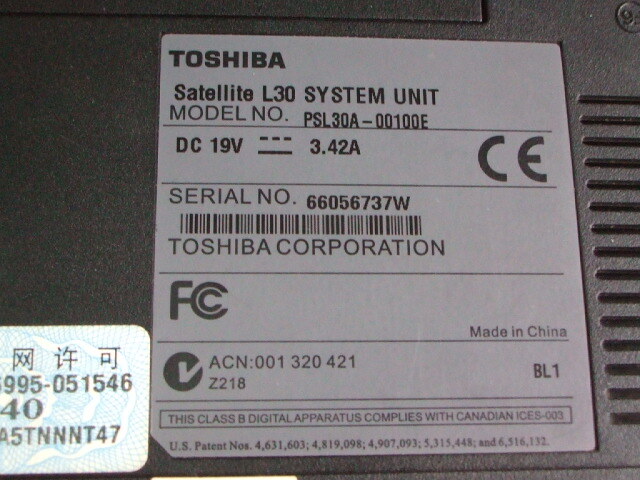 TOSHIBA
Satellite L30 SYSTEM UNIT
MODEL NO. PSL30A-00100E
DC 19V 3.42A
CE
SERIAL NO. 66056737W
TOSHIBA CORPORATION
FC
Made in China
ACN:001 320 421
Z218
BL1
THIS CLASS B DIGITAL APPARATUS COMPLIES WITH CANADIAN ICES-003
U.S. Patent Nos. 4,631,603; 4,819,098; 4,907,093; 5,315,448; and 6,516,132.
网许可
995-051546
40
A5TNNNT47